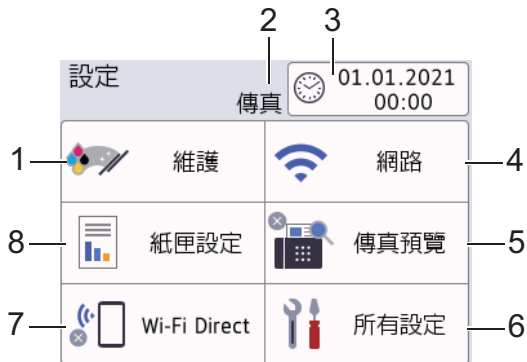 2 3
設定
傳真
01.01.2021
00:00
1 維護 網路 4
8 紙匣設定 傳真預覽 5
7 Wi-Fi Direct 所有設定 6